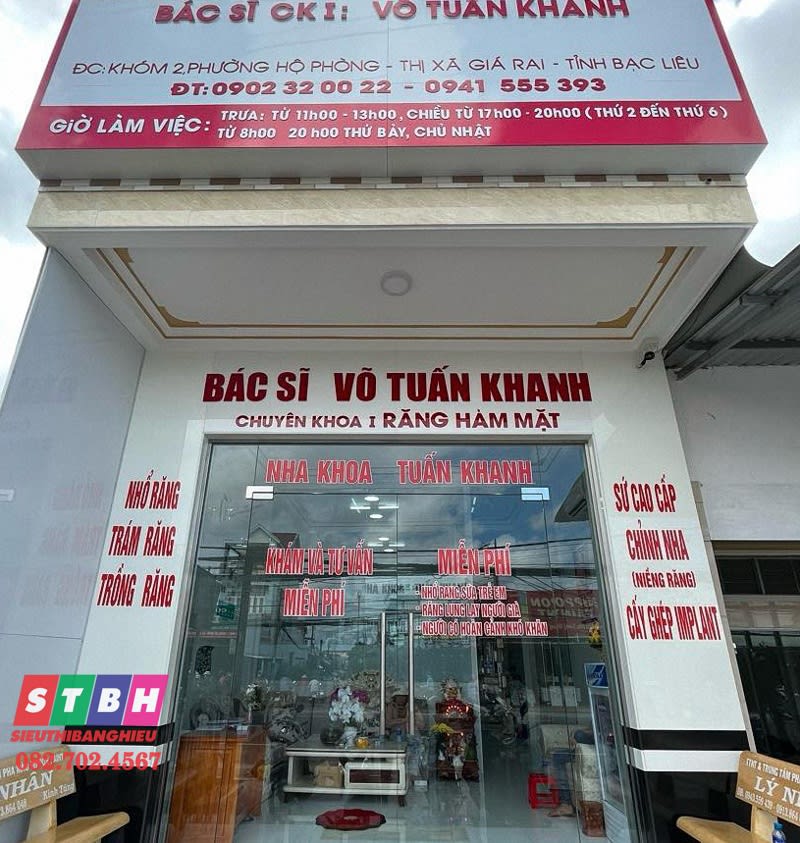 BÁC SĨ CK I: VÕ TUẤN KHANH
ĐC: KHÓM 2, PHƯỜNG HỘ PHÒNG - THỊ XÃ GIÁ RAI - TỈNH BẠC LIÊU
ĐT: 0902 32 00 22 - 0941 555 393
GIỜ LÀM VIỆC: TRƯA: TỪ 11h00 - 13h00, CHIỀU TỪ 17h00 - 20h00 ( THỨ 2 ĐẾN THỨ 6 )
TỪ 8h00 20 h00 THỨ BẢY, CHỦ NHẬT
BÁC SĨ VÕ TUẤN KHANH
CHUYÊN KHOA I RĂNG HÀM MẶT
NHA KHOA TUẤN KHANH
NHỔ RĂNG
TRÁM RĂNG
TRỒNG RĂNG
KHÁM VÀ TƯ VẤN
MIỄN PHÍ
MIỄN PHÍ
- NHỔ RĂNG SỮA TRẺ EM
- RĂNG LUNG LAY NGƯỜI GIÀ
- NGƯỜI CÓ HOÀN CẢNH KHÓ KHĂN
SỨ CAO CẤP
CHỈNH NHA
(NIỀNG RĂNG)
CẤY GHÉP IMPLANT
STBH
SIEUTHIBANGHIEU
082.702.4567
NHÂN
Kính Tặng
LÝ NH